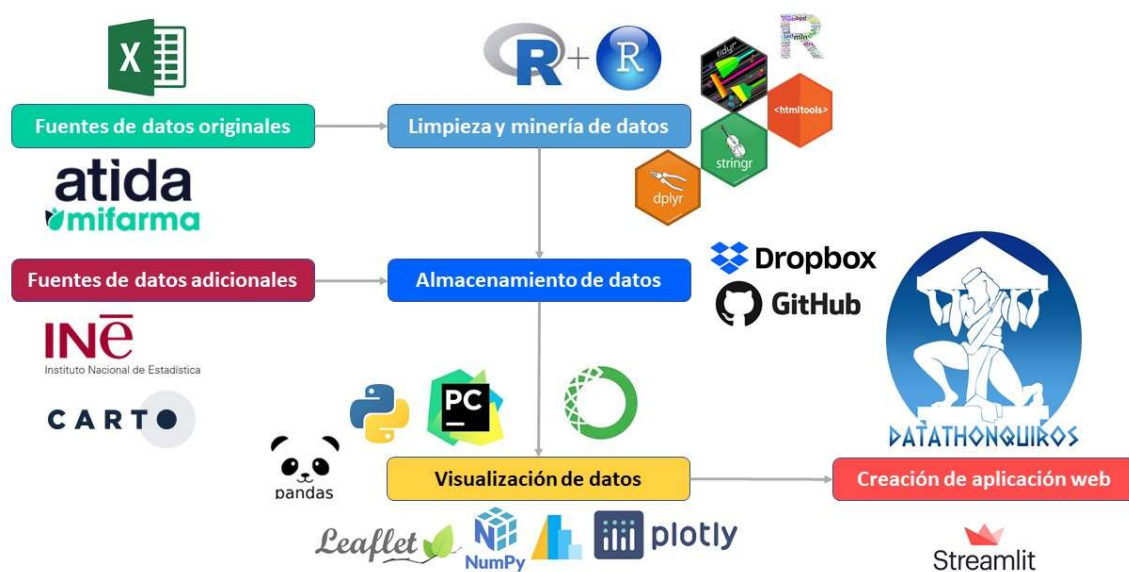 X
R
+
R
tidyr
R
<htmltools>
Fuentes de datos originales
Limpieza y minería de datos
stringr
dplyr
atida
mifarma
Fuentes de datos adicionales
Almacenamiento de datos
Dropbox
GitHub
INē
Instituto Nacional de Estadística
CARTO
PC
DATATHONQUIROS
pandas
Visualización de datos
Creación de aplicación web
Leaflet
NumPy
plotly
Streamlit